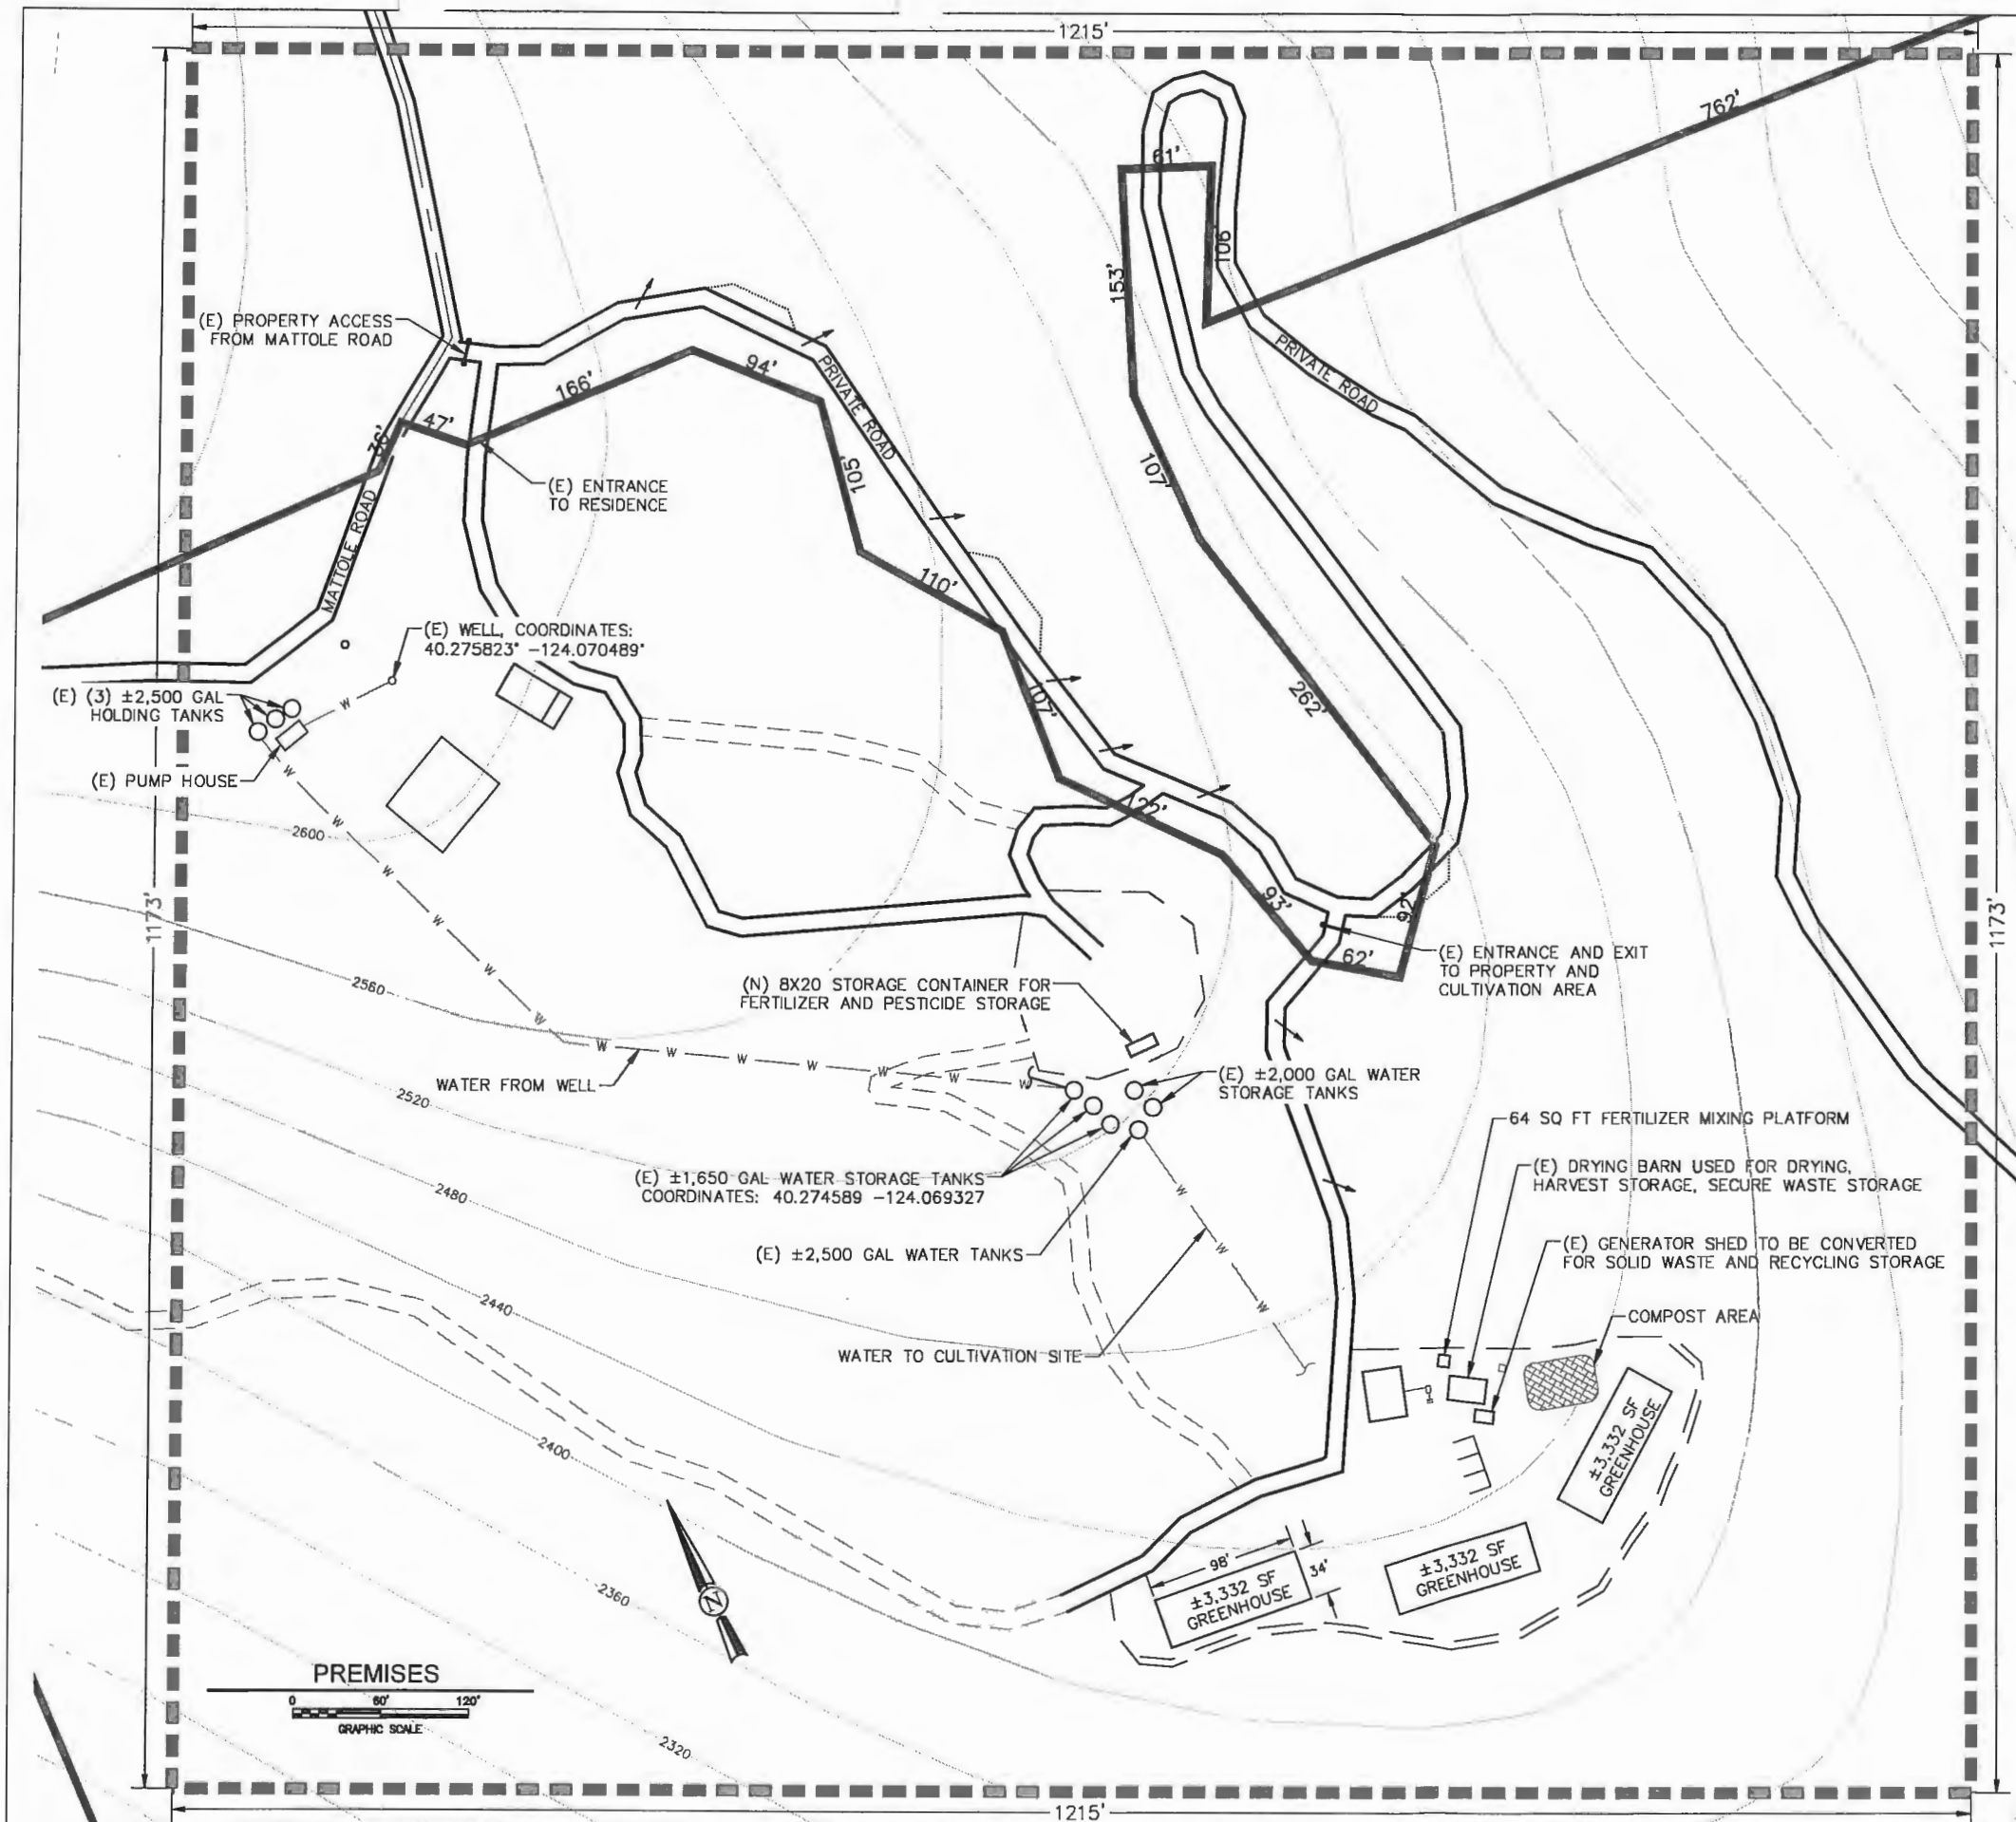 1215'
762'
61'
106'
153'
(E) PROPERTY ACCESS
FROM MATTOLE ROAD
PRIVATE ROAD
PRIVATE ROAD
94'
166'
47'
36'
105'
107'
(E) ENTRANCE
TO RESIDENCE
MATTOLE ROAD
110'
(E) WELL, COORDINATES:
40.275823° -124.070489°
(E) (3) ±2,500 GAL
HOLDING TANKS
W
107'
262'
(E) PUMP HOUSE
W
W
2600
122'
W
W
93'
92'
1173'
1173'
62'
(E) ENTRANCE AND EXIT
TO PROPERTY AND
CULTIVATION AREA
W
2560
(N) 8X20 STORAGE CONTAINER FOR
FERTILIZER AND PESTICIDE STORAGE
W
W W W W W W W
WATER FROM WELL
(E) ±2,000 GAL WATER
STORAGE TANKS
2520
64 SQ FT FERTILIZER MIXING PLATFORM
(E) DRYING BARN USED FOR DRYING,
HARVEST STORAGE, SECURE WASTE STORAGE
(E) ±1,650 GAL WATER STORAGE TANKS
COORDINATES: 40.274589 -124.069327
2480
W
W
(E) ±2,500 GAL WATER TANKS
(E) GENERATOR SHED TO BE CONVERTED
FOR SOLID WASTE AND RECYCLING STORAGE
2440
W
COMPOST AREA
WATER TO CULTIVATION SITE
2400
±3,332 SF
GREENHOUSE
98'
34'
±3,332 SF
GREENHOUSE
±3,332 SF
GREENHOUSE
2360
N
PREMISES
0 60' 120'
GRAPHIC SCALE
2320
1215'